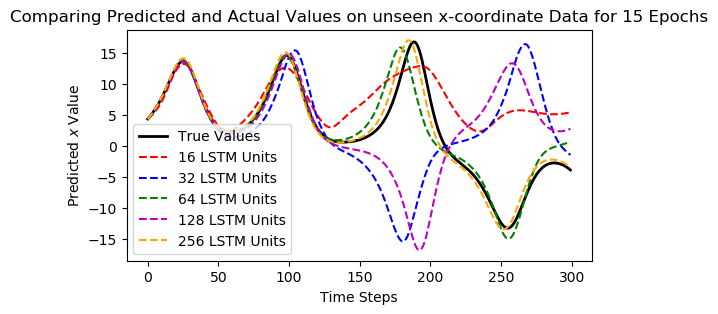 Comparing Predicted and Actual Values on unseen x-coordinate Data for 15 Epochs
Predicted x Value
15
10
5
0
−5
−10
−15
True Values
16 LSTM Units
32 LSTM Units
64 LSTM Units
128 LSTM Units
256 LSTM Units
0 50 100 150 200 250 300
Time Steps